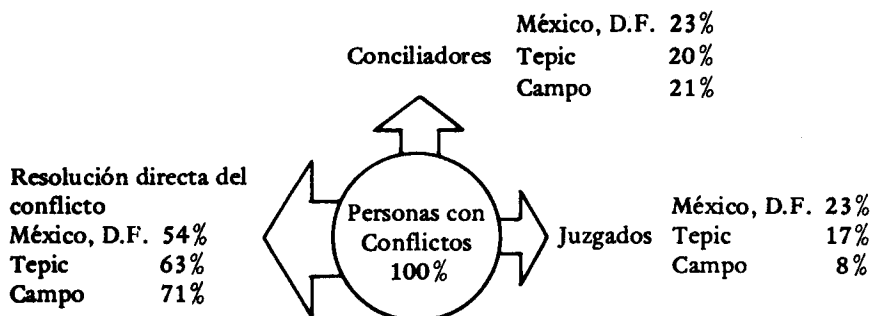 México, D.F. 23%
Conciliadores Tepic 20%
Campo 21%
Resolución directa del
conflicto
México, D.F. 54%
Tepic 63%
Campo 71%
Personas con
Conflictos
100%
México, D.F. 23%
Juzgados Tepic 17%
Campo 8%